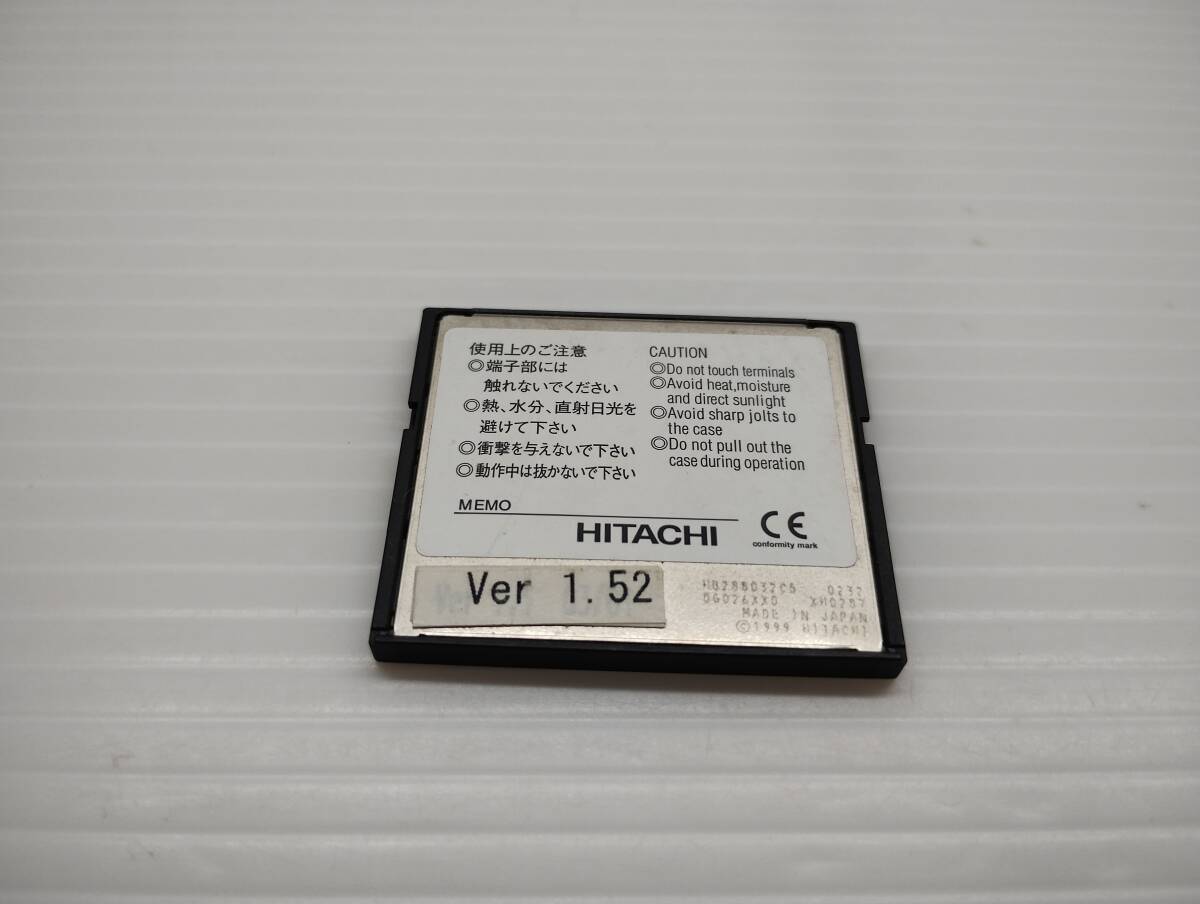 使用上のご注意
◎端子部には
触れないでください
◎熱、水分、直射日光を
避けて下さい
◎衝撃を与えないで下さい
◎動作中は抜かないで下さい
CAUTION
◎Do not touch terminals
◎Avoid heat,moisture
and direct sunlight
◎Avoid sharp jolts to
the case
◎Do not pull out the
case during operation
MEMO
HITACHI
CE
conformity mark
Ver 1.52
HB28B032C5 0232
MADE IN JAPAN
©1999 HITACHI